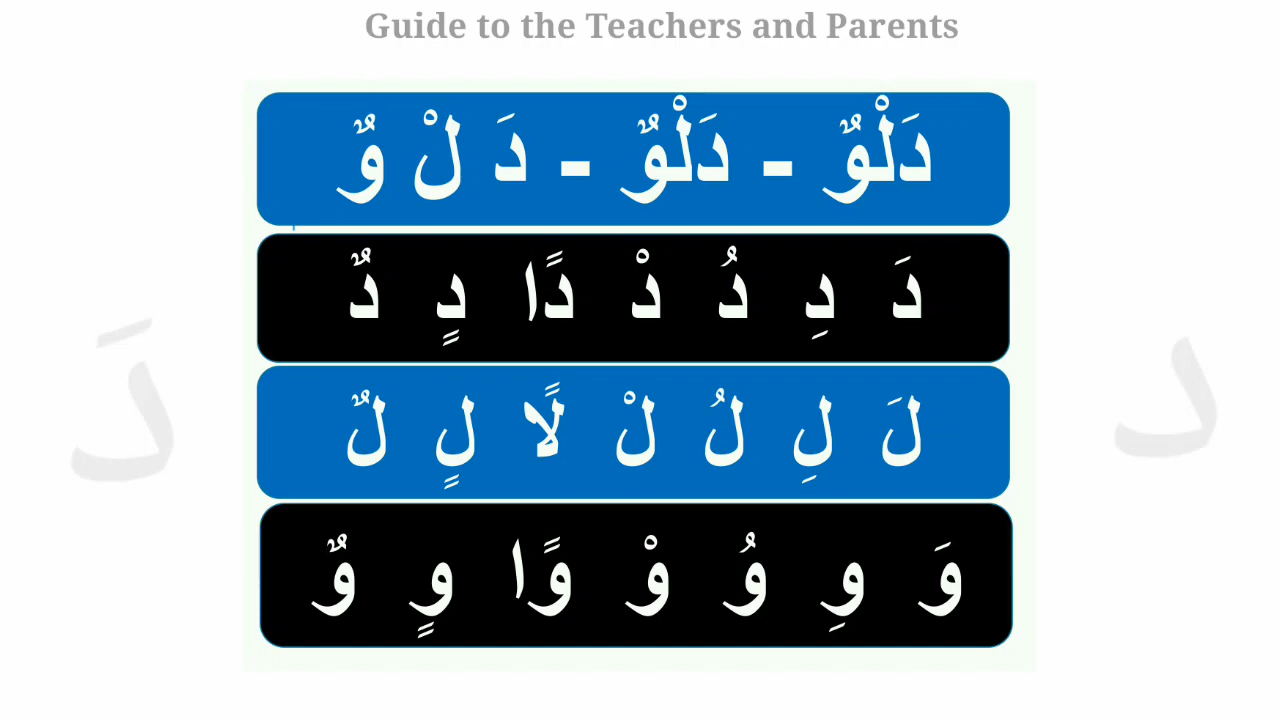 Guide to the Teachers and Parents
دَلْوٌ - دَلْوٌ - دَ لْ وٌ
دَ دِ دُ دْ دًا دٍ دٌ
لَ لِ لُ لْ لًا لٍ لٌ
وَ وِ وُ وْ وًا وٍ وٌ
د
دَ